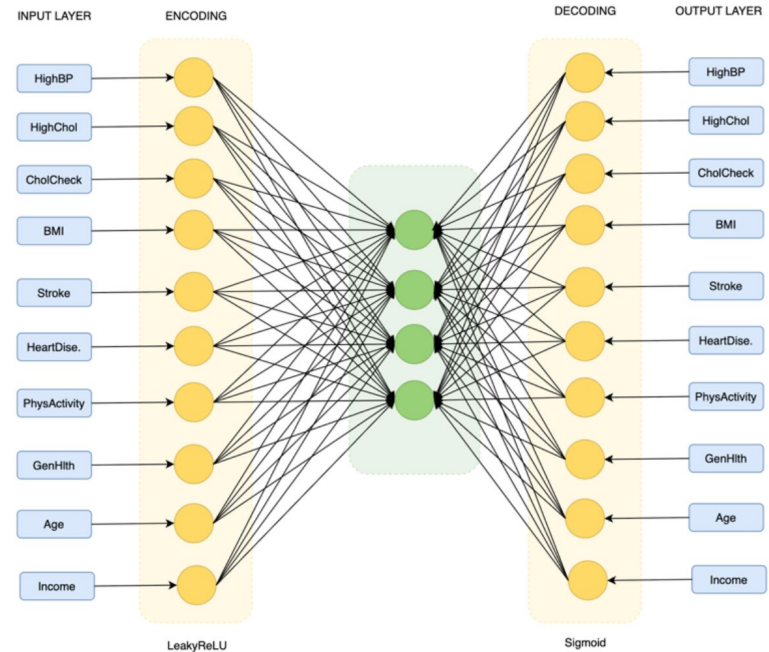 INPUT LAYER
ENCODING
DECODING
OUTPUT LAYER
HighBP
HighChol
CholCheck
BMI
Stroke
HeartDise.
PhysActivity
GenHlth
Age
Income
HighBP
HighChol
CholCheck
BMI
Stroke
HeartDise.
PhysActivity
GenHlth
Age
Income
LeakyReLU
Sigmoid